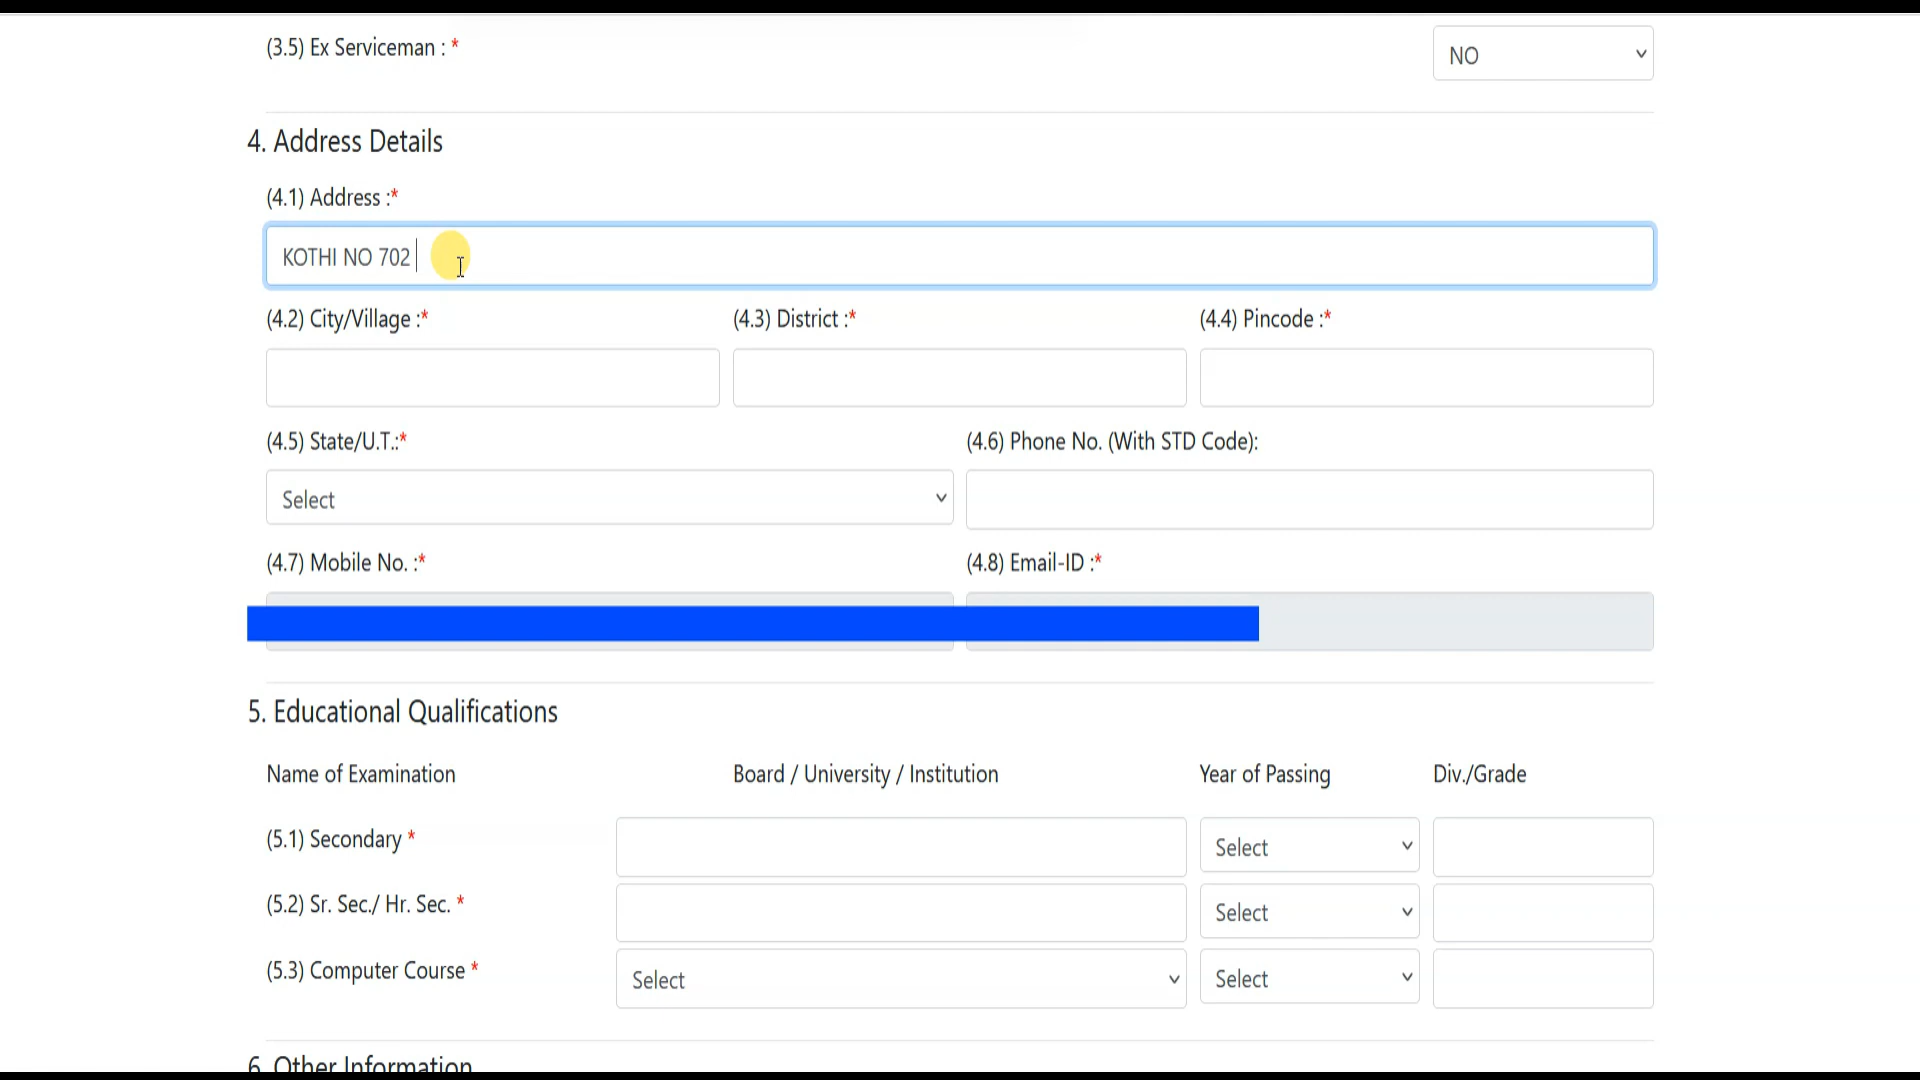 (3.5) Ex Serviceman : *
NO
4. Address Details
(4.1) Address :*
KOTHI NO 702
(4.2) City/Village :* (4.3) District :* (4.4) Pincode :*
(4.5) State/U.T.:* (4.6) Phone No. (With STD Code):
Select
(4.7) Mobile No. :* (4.8) Email-ID :*
5. Educational Qualifications
Name of Examination Board / University / Institution Year of Passing Div./Grade
(5.1) Secondary * Select
(5.2) Sr. Sec./ Hr. Sec. * Select
(5.3) Computer Course * Select Select
6. Other Information